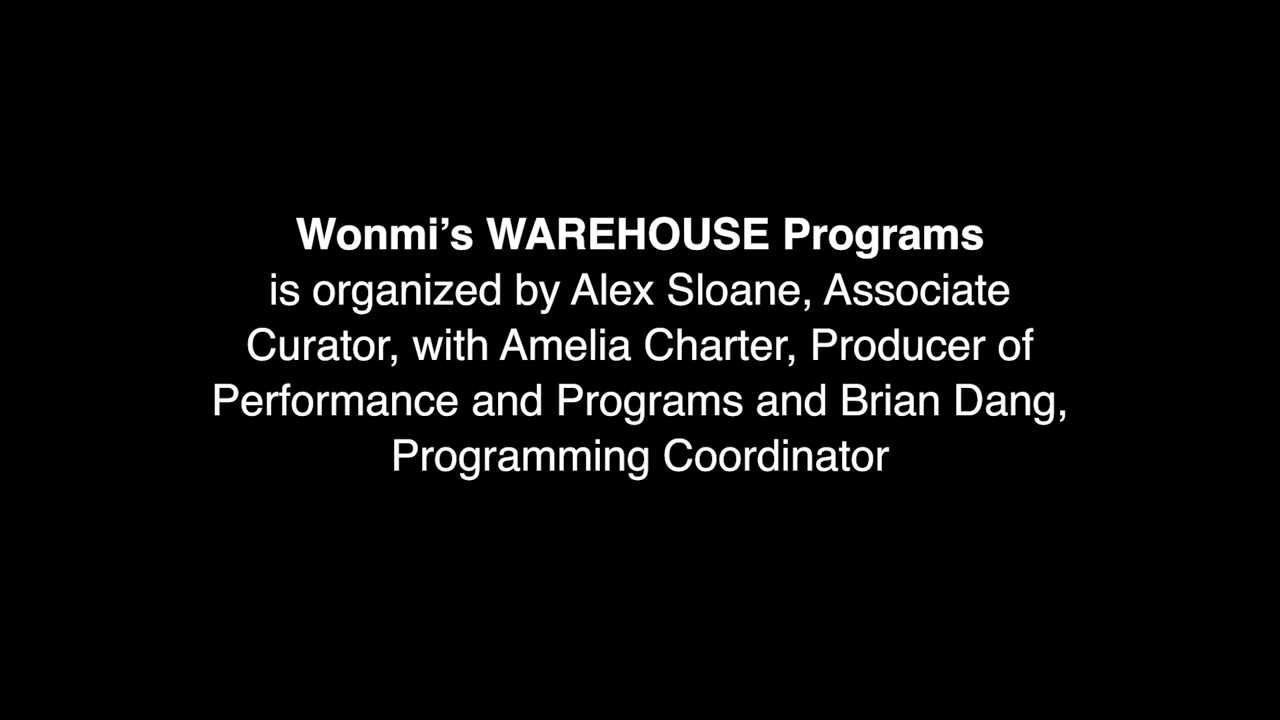 Wonmi’s WAREHOUSE Programs
is organized by Alex Sloane, Associate
Curator, with Amelia Charter, Producer of
Performance and Programs and Brian Dang,
Programming Coordinator